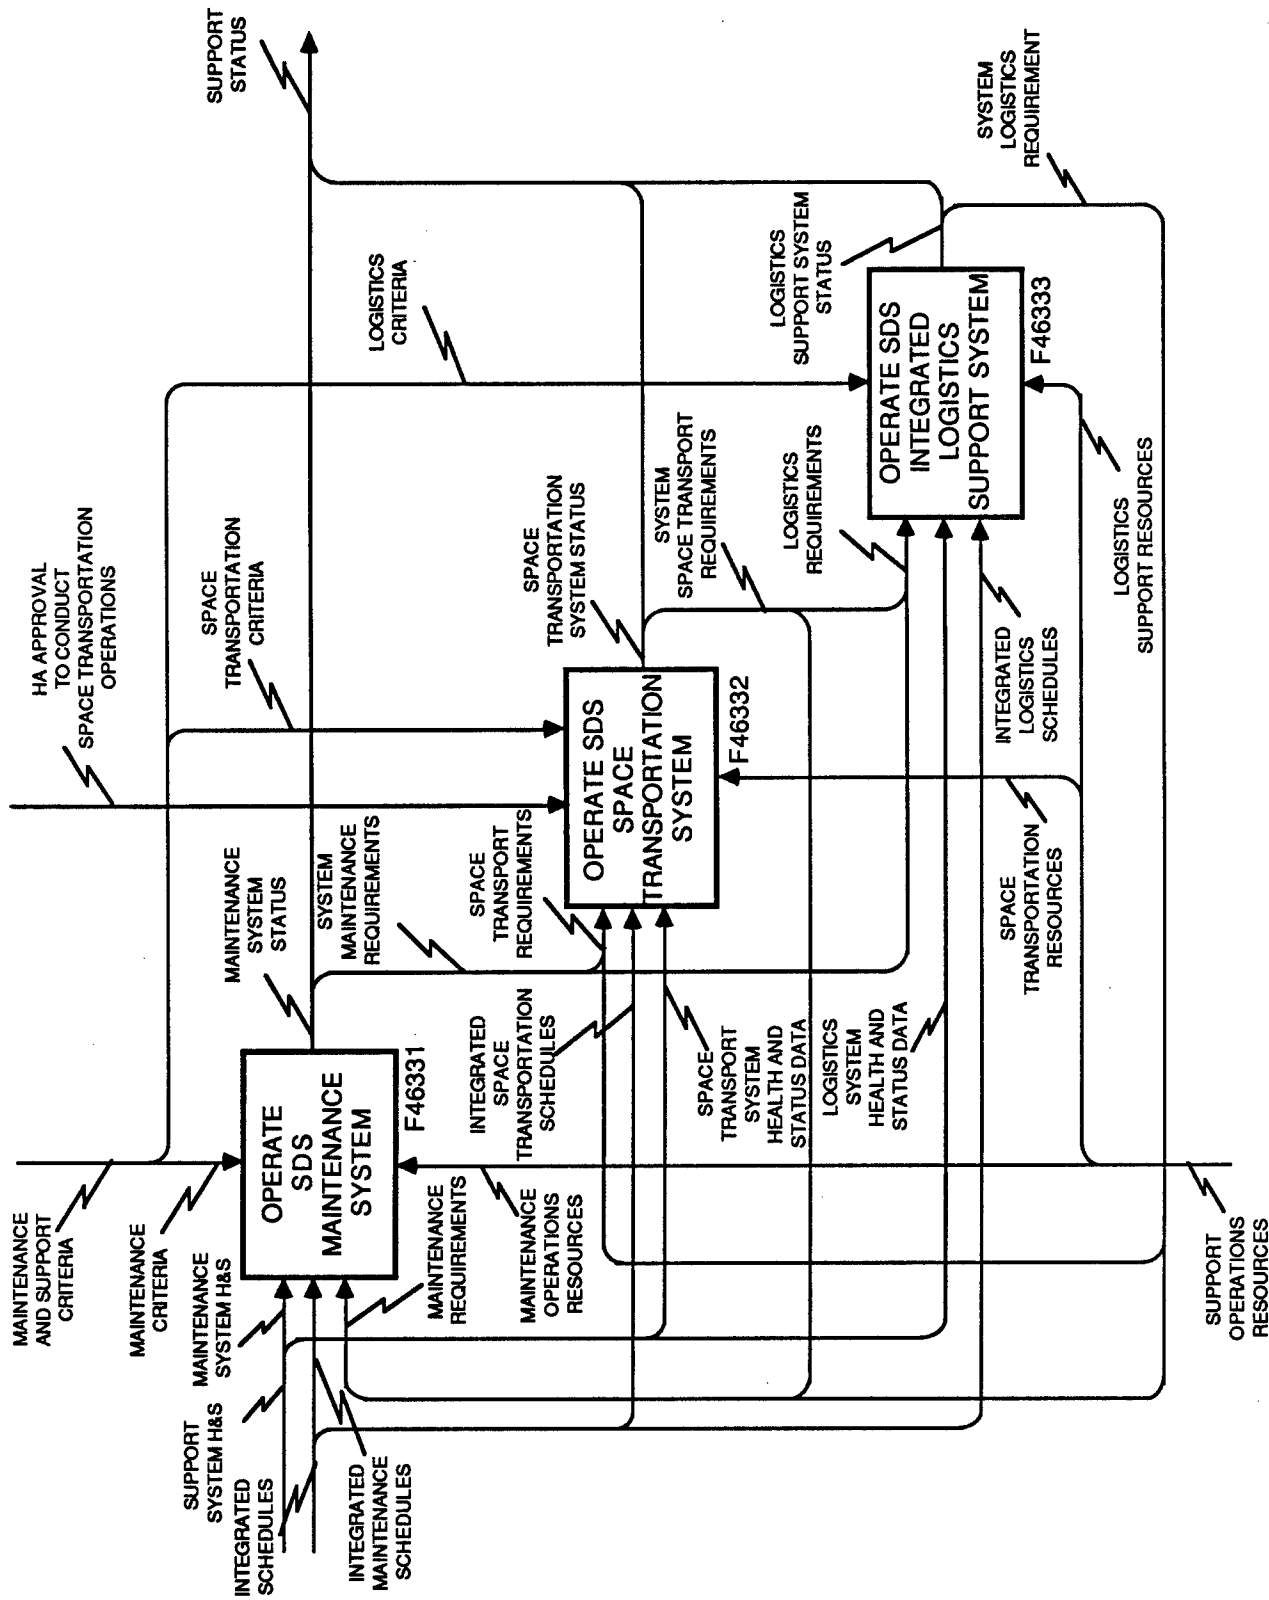 MAINTENANCE
AND SUPPORT
CRITERIA
MAINTENANCE
CRITERIA
HA APPROVAL
TO CONDUCT
SPACE TRANSPORTATION
OPERATIONS
SPACE
TRANSPORTATION
CRITERIA
LOGISTICS
CRITERIA
SUPPORT
STATUS
SUPPORT
SYSTEM H&S
MAINTENANCE
SYSTEM H&S
INTEGRATED
SCHEDULES
INTEGRATED
MAINTENANCE
SCHEDULES
OPERATE
SDS
MAINTENANCE
SYSTEM
F46331
MAINTENANCE
SYSTEM
STATUS
SYSTEM
MAINTENANCE
REQUIREMENTS
MAINTENANCE
REQUIREMENTS
MAINTENANCE
OPERATIONS
RESOURCES
SPACE
TRANSPORT
REQUIREMENTS
INTEGRATED
SPACE
TRANSPORTATION
SCHEDULES
SPACE
TRANSPORT
SYSTEM
HEALTH AND
STATUS DATA
OPERATE SDS
SPACE
TRANSPORTATION
SYSTEM
F46332
SPACE
TRANSPORTATION
SYSTEM STATUS
SYSTEM
SPACE TRANSPORT
REQUIREMENTS
LOGISTICS
REQUIREMENTS
LOGISTICS
SYSTEM
HEALTH AND
STATUS DATA
INTEGRATED
LOGISTICS
SCHEDULES
OPERATE SDS
INTEGRATED
LOGISTICS
SUPPORT SYSTEM
F46333
LOGISTICS
SUPPORT SYSTEM
STATUS
SYSTEM
LOGISTICS
REQUIREMENT
SPACE
TRANSPORTATION
RESOURCES
LOGISTICS
SUPPORT RESOURCES
SUPPORT
OPERATIONS
RESOURCES